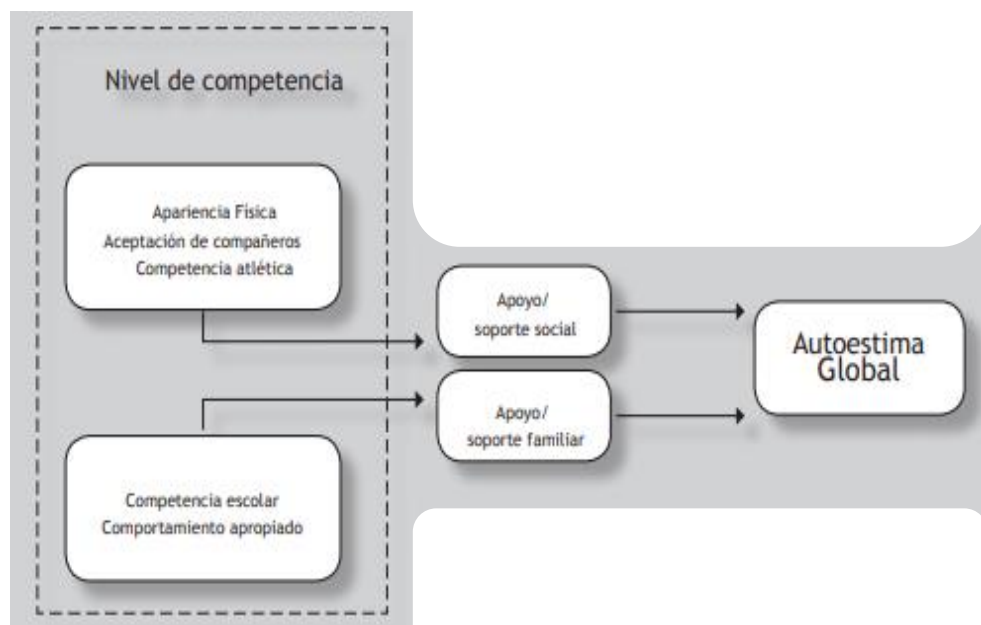 Nivel de competencia
Apariencia Física
Aceptación de compañeros
Competencia atlética
Apoyo/
soporte social
Autoestima
Global
Apoyo/
soporte familiar
Competencia escolar
Comportamiento apropiado